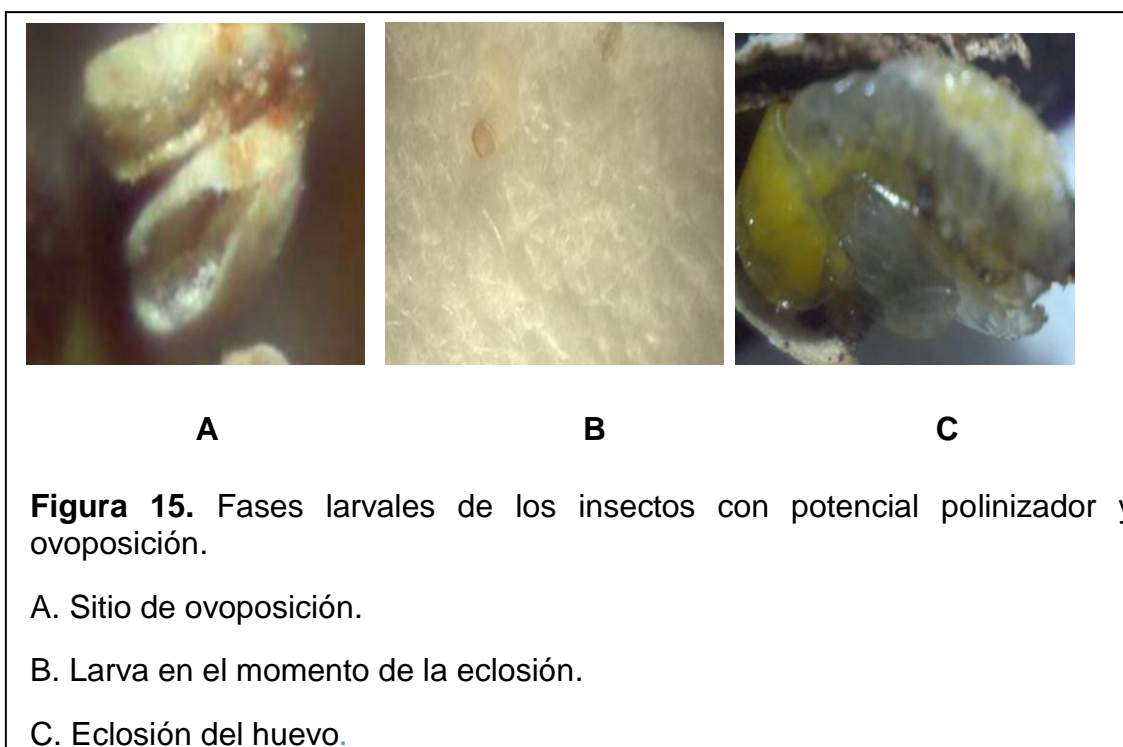 A B C
Figura 15. Fases larvales de los insectos con potencial polinizador y
ovoposición.
A. Sitio de ovoposición.
B. Larva en el momento de la eclosión.
C. Eclosión del huevo.